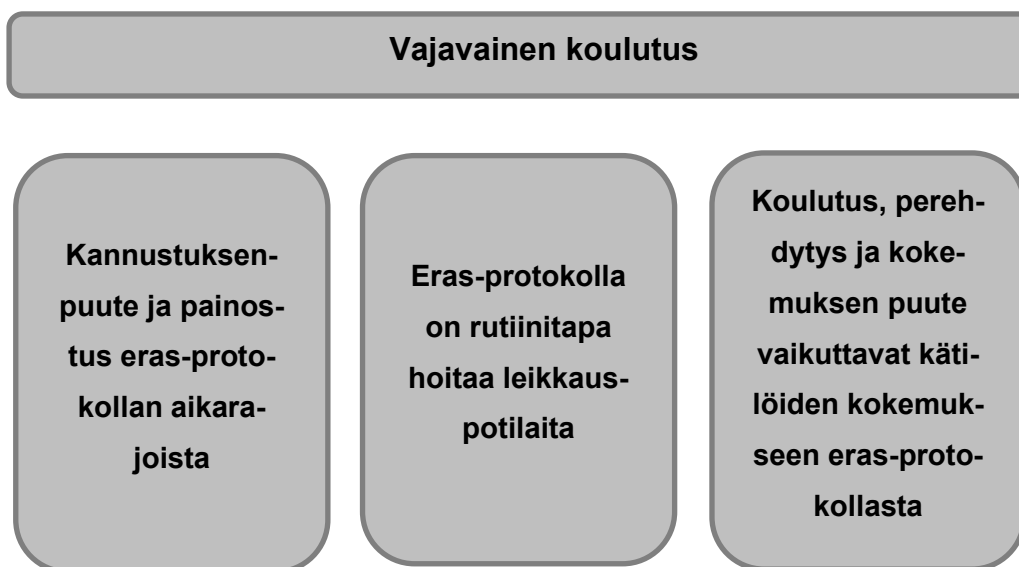 Vajavainen koulutus
Kannustuksen-
puute ja painos-
tus eras-proto-
kollan aikara-
joista
Eras-protokolla
on rutiinitapa
hoitaa leikkaus-
potilaita
Koulutus, pereh-
dytys ja koke-
muksen puute
vaikuttavat käti-
löiden kokemuk-
seen eras-proto-
kollasta